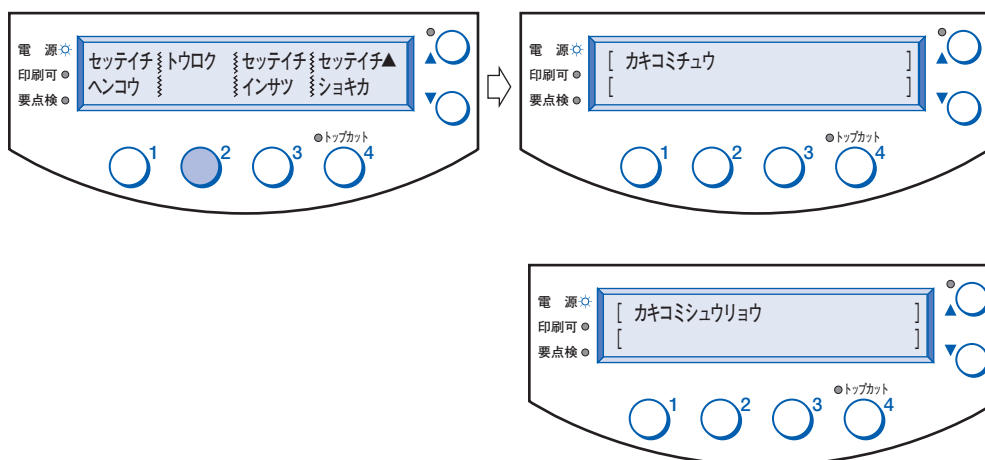 電 源
印刷可
要点検
セッテイチ トウロク セッテイチ セッテイチ▲
ヘンコウ インサツ ショキカ
トップカット
1 2 3 4
電 源
印刷可
要点検
[ カキコミチュウ ]
[ ]
トップカット
1 2 3 4
電 源
印刷可
要点検
[ カキコミシュウリョウ ]
[ ]
トップカット
1 2 3 4